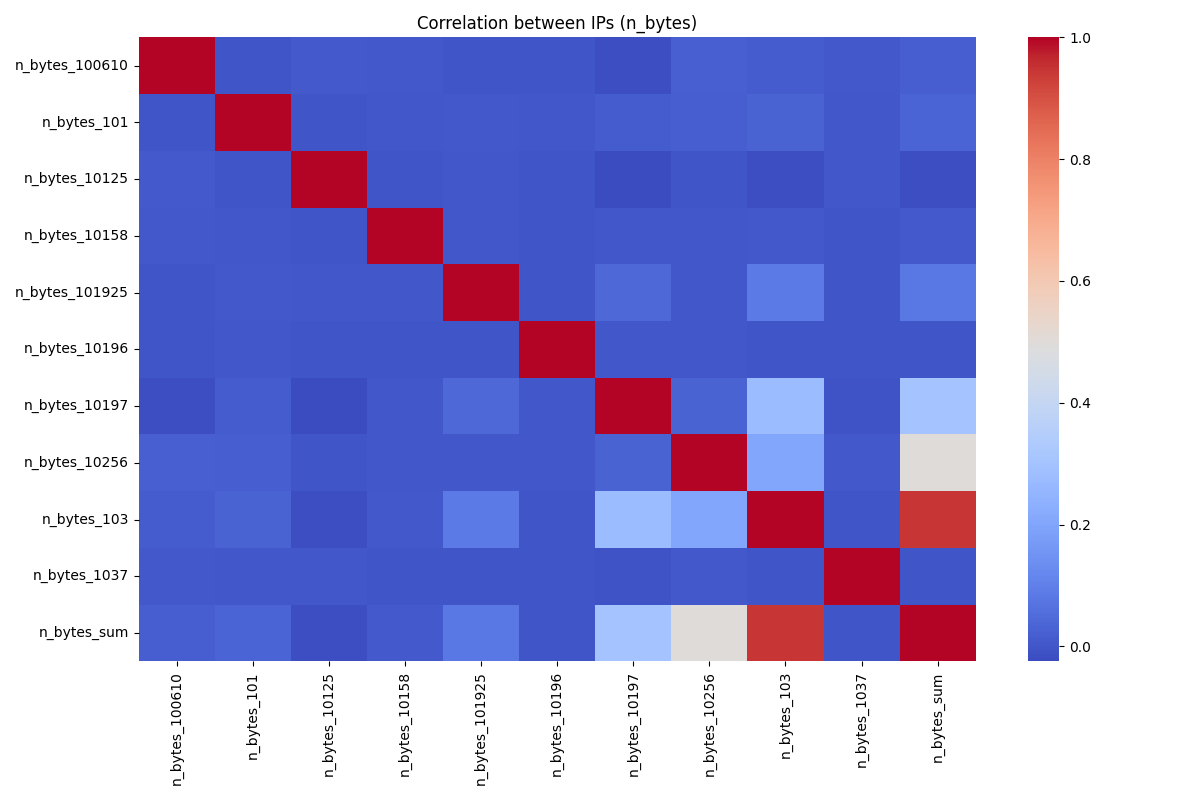 Correlation between IPs (n_bytes)
n_bytes_100610
n_bytes_101
n_bytes_10125
n_bytes_10158
n_bytes_101925
n_bytes_10196
n_bytes_10197
n_bytes_10256
n_bytes_103
n_bytes_1037
n_bytes_sum
n_bytes_100610
n_bytes_101
n_bytes_10125
n_bytes_10158
n_bytes_101925
n_bytes_10196
n_bytes_10197
n_bytes_10256
n_bytes_103
n_bytes_1037
n_bytes_sum
1.0
0.8
0.6
0.4
0.2
0.0